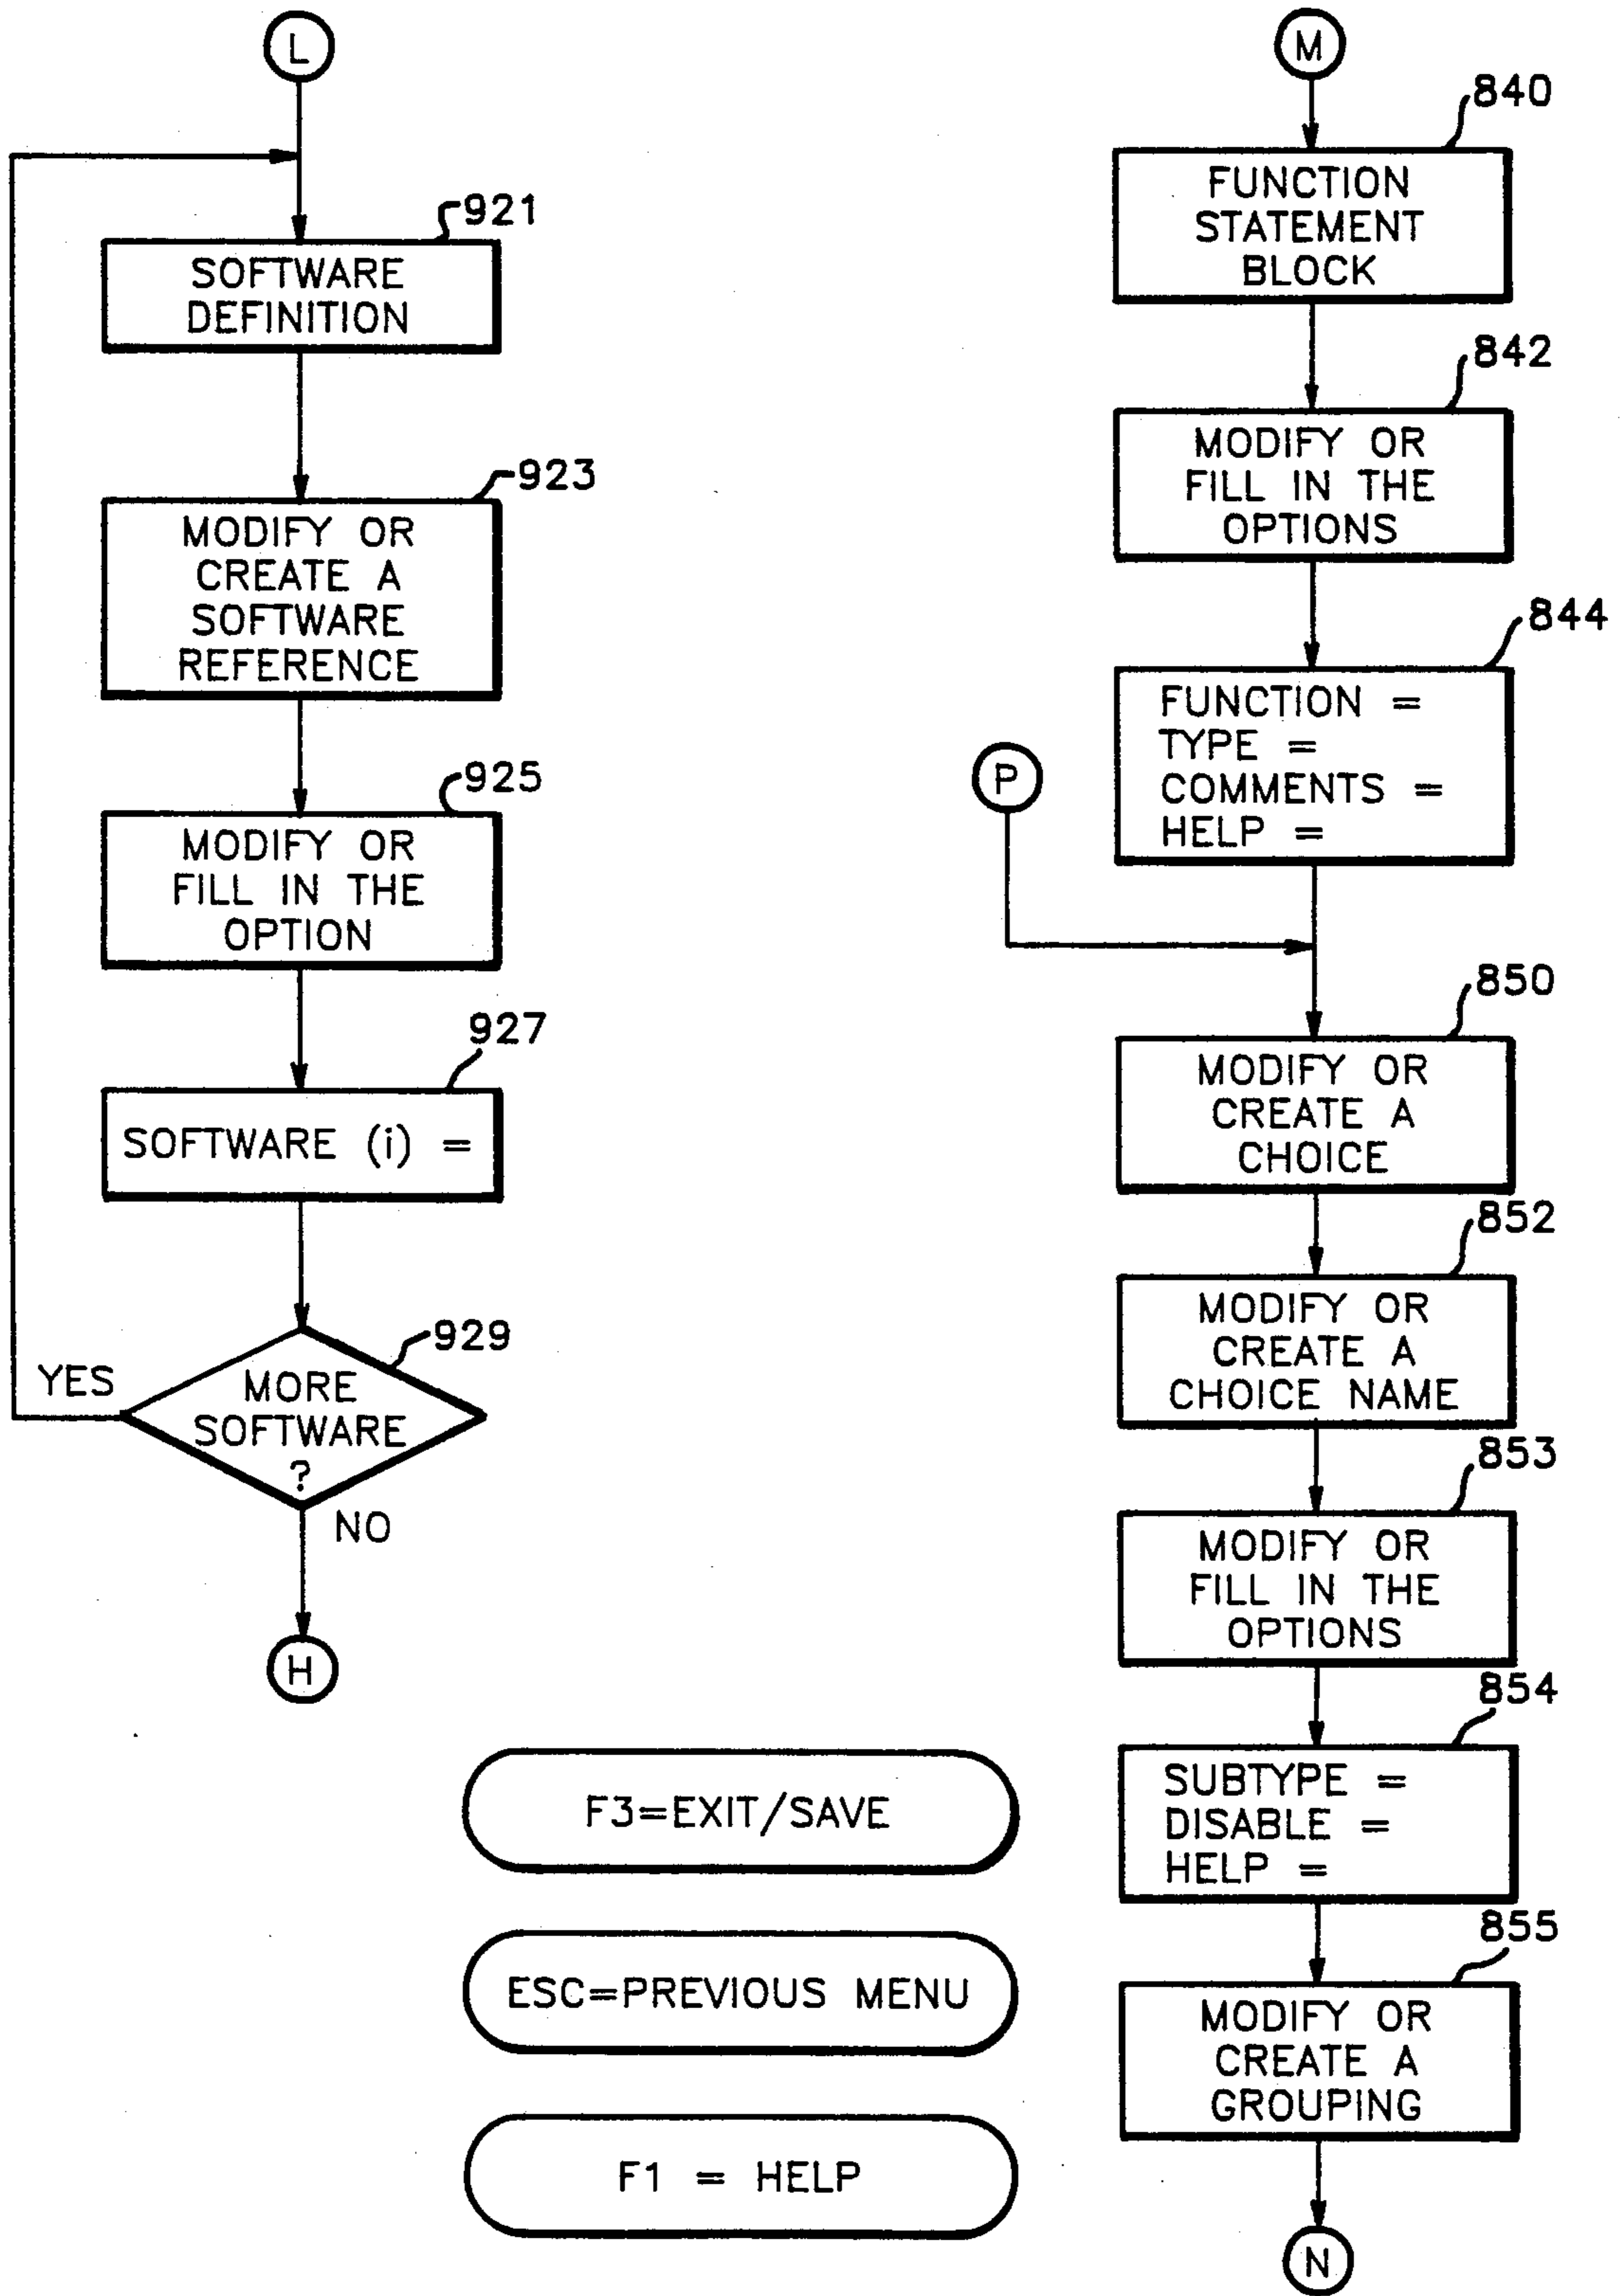 L
921
SOFTWARE
DEFINITION
923
MODIFY OR
CREATE A
SOFTWARE
REFERENCE
925
MODIFY OR
FILL IN THE
OPTION
927
SOFTWARE (i) =
929
YES
MORE
SOFTWARE
?
NO
H
M
840
FUNCTION
STATEMENT
BLOCK
842
MODIFY OR
FILL IN THE
OPTIONS
844
FUNCTION =
TYPE =
COMMENTS =
HELP =
P
850
MODIFY OR
CREATE A
CHOICE
852
MODIFY OR
CREATE A
CHOICE NAME
853
MODIFY OR
FILL IN THE
OPTIONS
854
SUBTYPE =
DISABLE =
HELP =
855
MODIFY OR
CREATE A
GROUPING
N
F3=EXIT/SAVE
ESC=PREVIOUS MENU
F1 = HELP